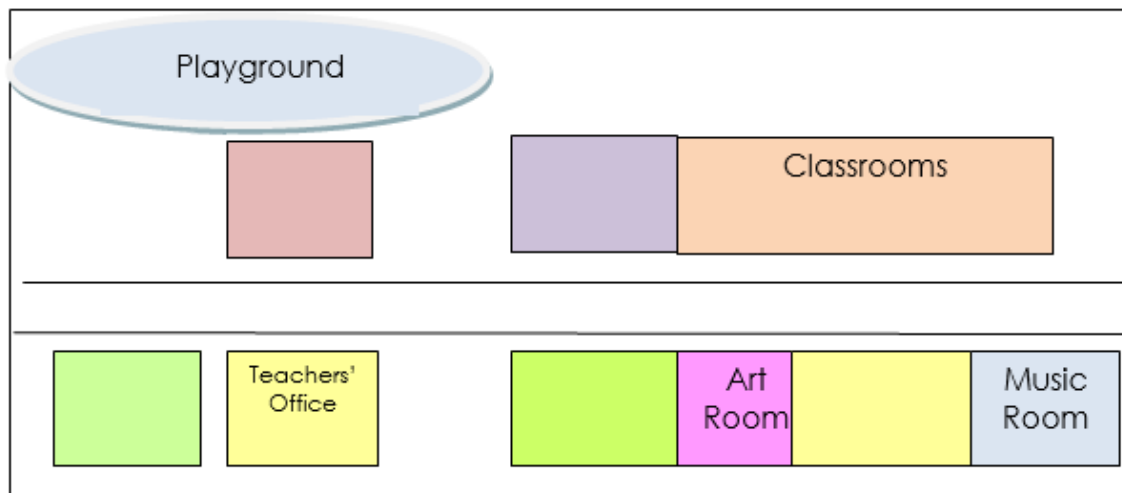 Playground
Classrooms
Teachers'
Office
Art
Room
Music
Room